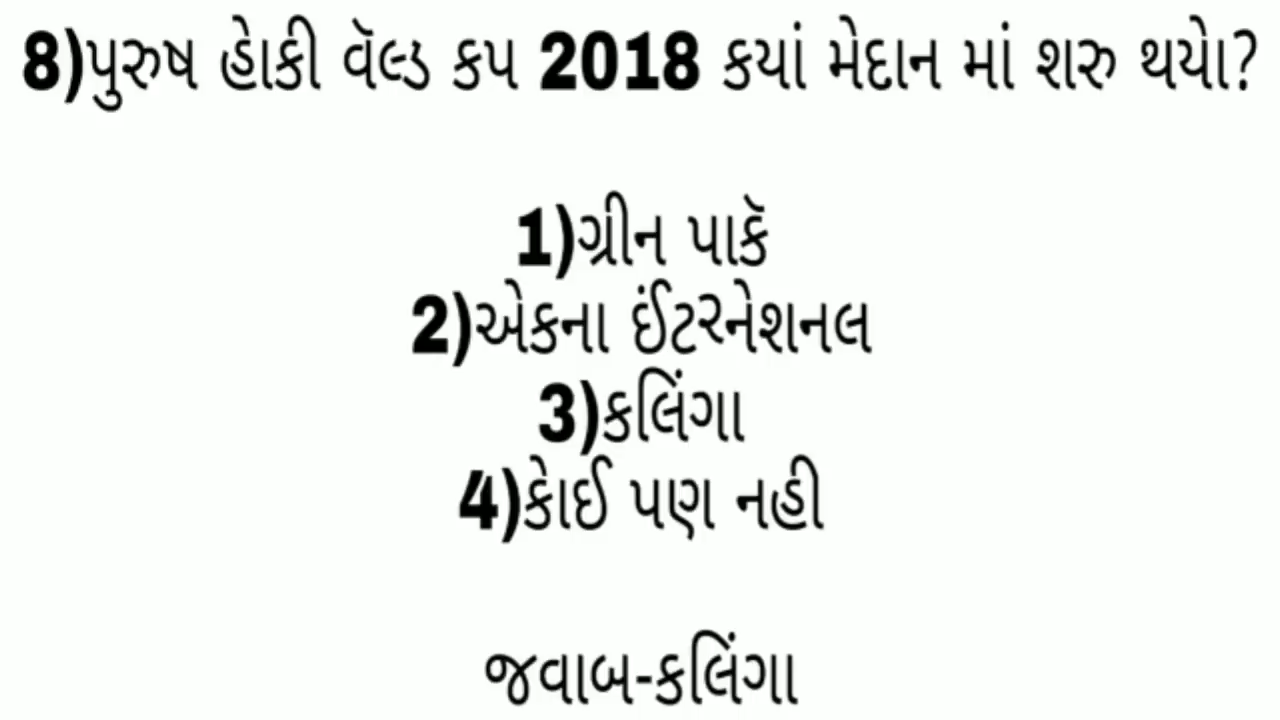 8)પુરુષ હોકી વૅલ્ડ કપ 2018 કયાં મેદાન માં શરુ થયો?
1)ગ્રીન પાર્ક
2)એકના ઈંટરનેશનલ
3)કલિંગા
4)કોઈ પણ નહી
જવાબ-કલિંગા